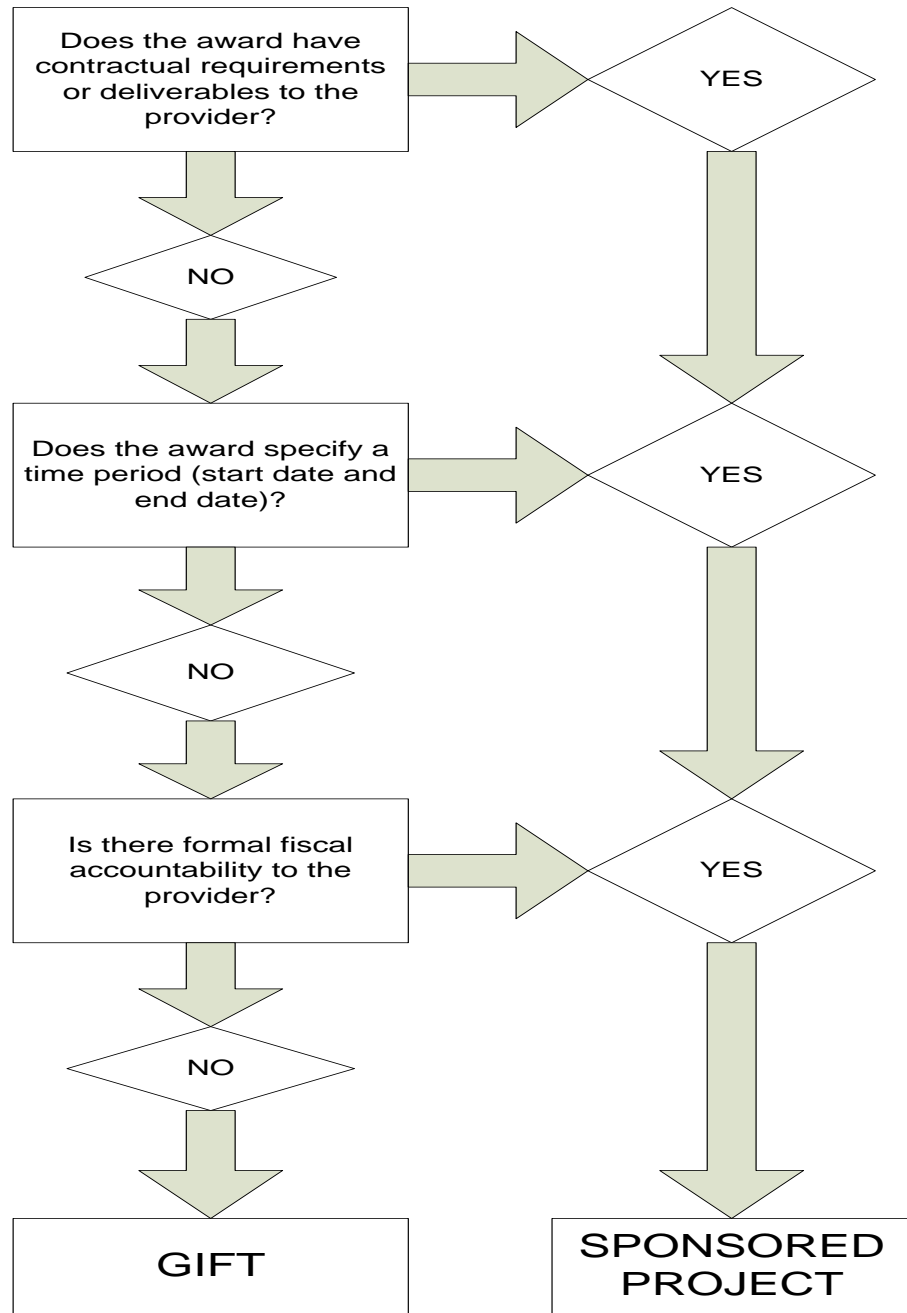 Does the award have
contractual requirements
or deliverables to the
provider?
YES
NO
Does the award specify a
time period (start date and
end date)?
YES
NO
Is there formal fiscal
accountability to the
provider?
YES
NO
GIFT
SPONSORED
PROJECT